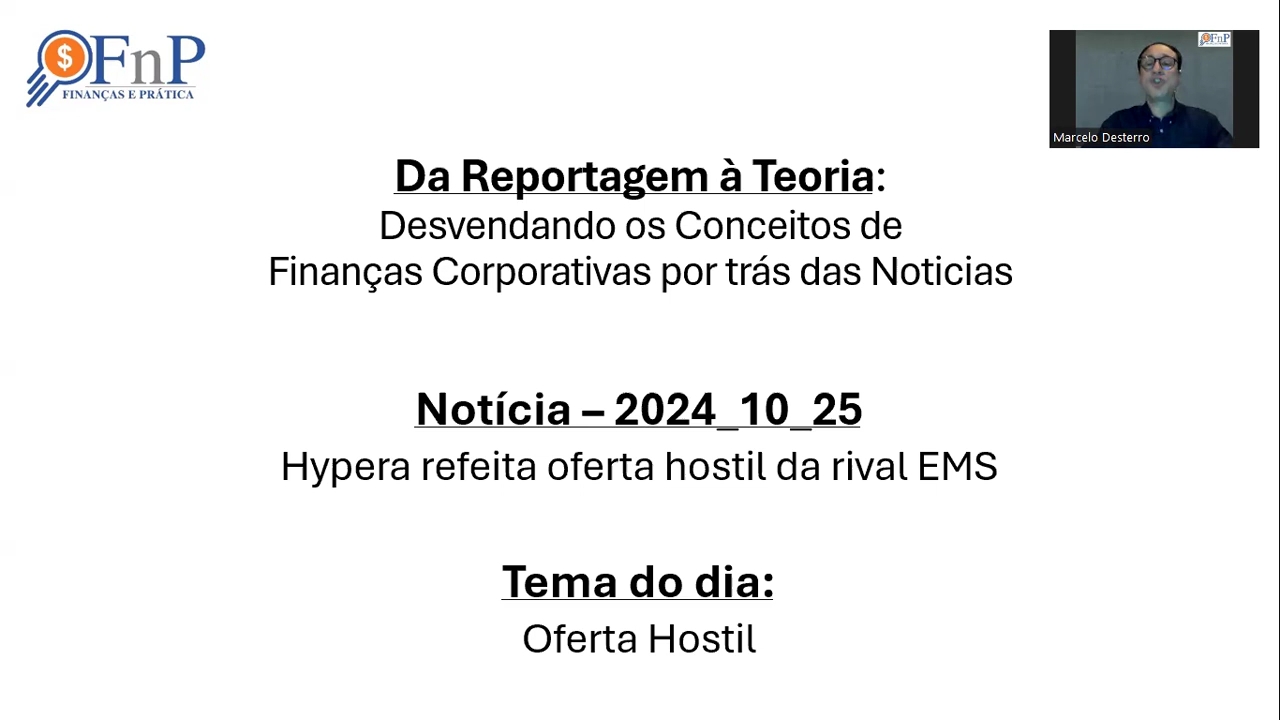 FnP
FINANÇAS E PRÁTICA
FnP
Marcelo Desterro
Da Reportagem à Teoria:
Desvendando os Conceitos de
Finanças Corporativas por trás das Noticias
Notícia – 2024_10_25
Hypera refeita oferta hostil da rival EMS
Tema do dia:
Oferta Hostil